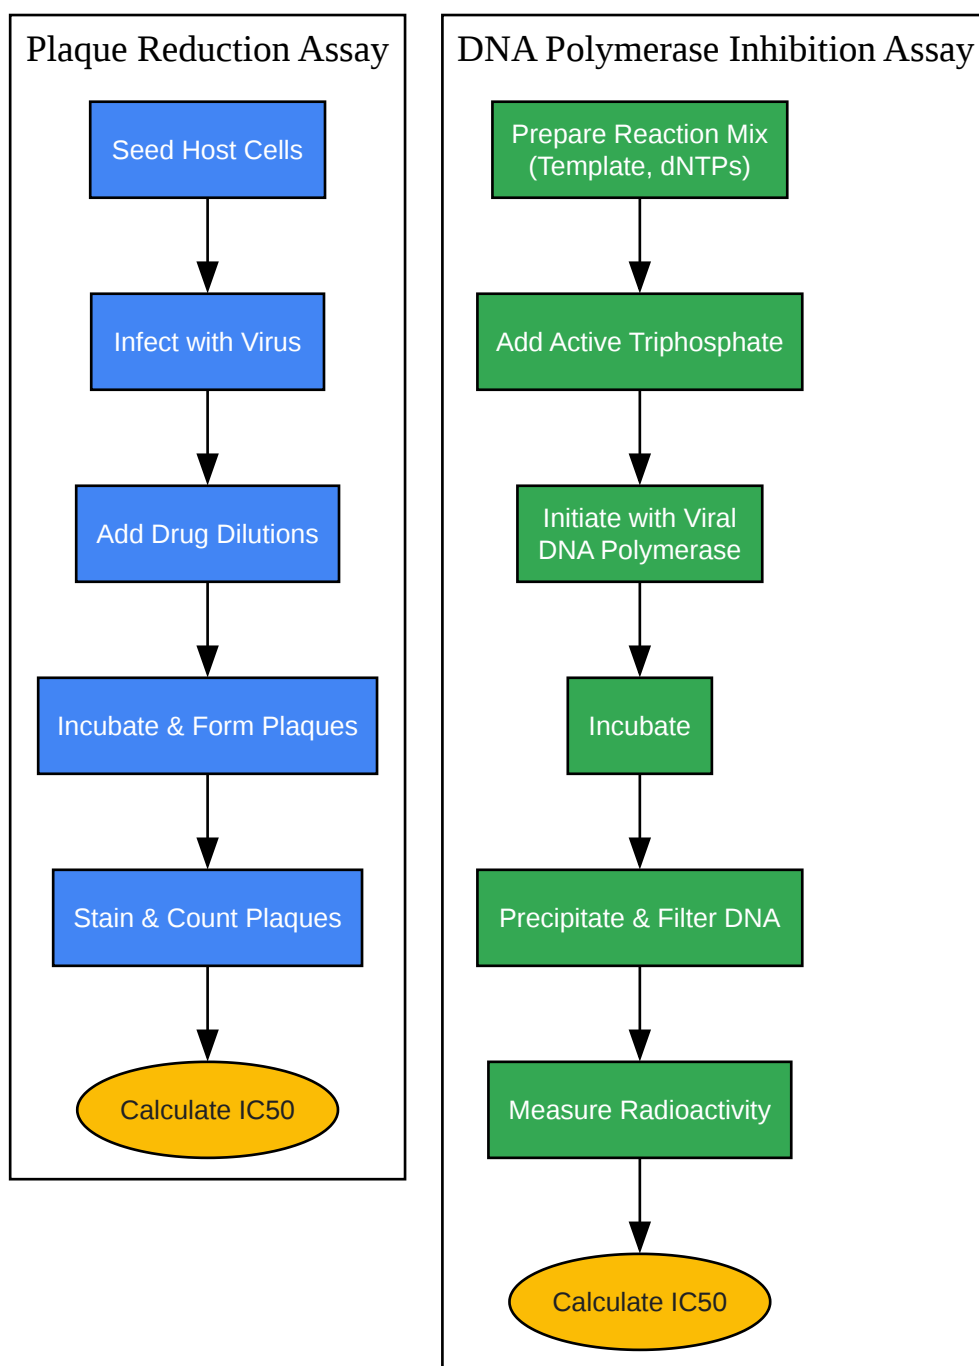 Plaque Reduction Assay
Seed Host Cells
Infect with Virus
Add Drug Dilutions
Incubate & Form Plaques
Stain & Count Plaques
Calculate IC50
DNA Polymerase Inhibition Assay
Prepare Reaction Mix
(Template, dNTPs)
Add Active Triphosphate
Initiate with Viral
DNA Polymerase
Incubate
Precipitate & Filter DNA
Measure Radioactivity
Calculate IC50